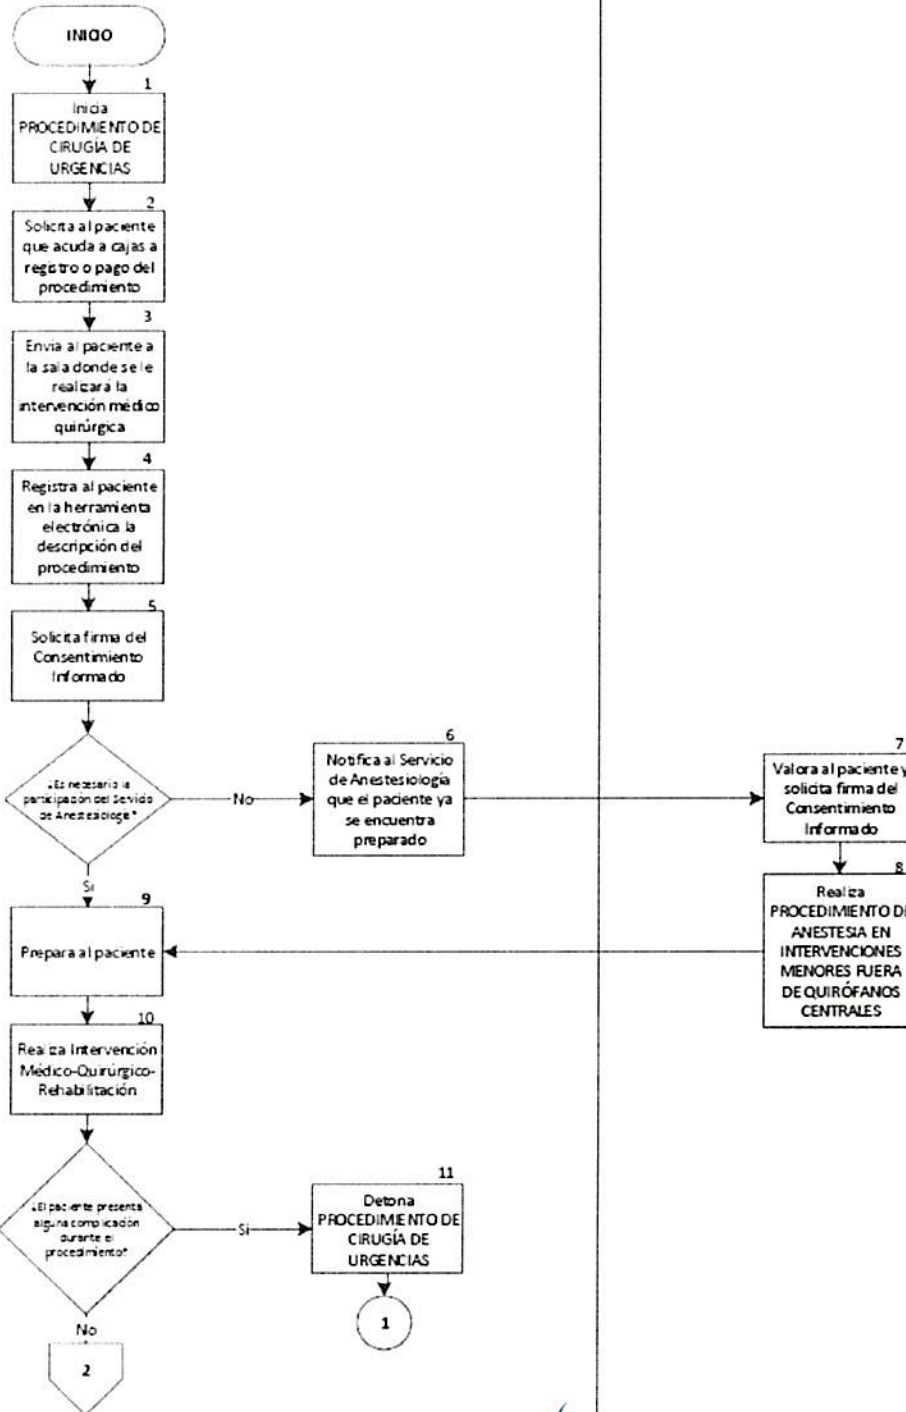 INICIO
1
Inicia
PROCEDIMIENTO DE
CIRUGÍA DE
URGENCIAS
2
Solicita al paciente
que acuda a cajas a
registro o pago del
procedimiento
3
Envia al paciente a
la sala donde se le
realizará la
intervención médico
quirúrgica
4
Registra al paciente
en la herramienta
electrónica la
descripción del
procedimiento
5
Solicita firma del
Consentimiento
Informado
¿Es necesario la
participación del Servicio
de Anestesiología?
No
6
Notifica al Servicio
de Anestesiología
que el paciente ya
se encuentra
preparado
7
Valora al paciente y
solicita firma del
Consentimiento
Informado
8
Realiza
PROCEDIMIENTO DE
ANESTESIA EN
INTERVENCIONES
MENORES FUERA
DE QUIRÓFANOS
CENTRALES
Si
9
Prepara al paciente
10
Realiza Intervención
Médico-Quirúrgico-
Rehabilitación
¿El paciente presenta
alguna complicación
durante el
procedimiento?
Si
11
Detona
PROCEDIMIENTO DE
CIRUGÍA DE
URGENCIAS
1
No
2